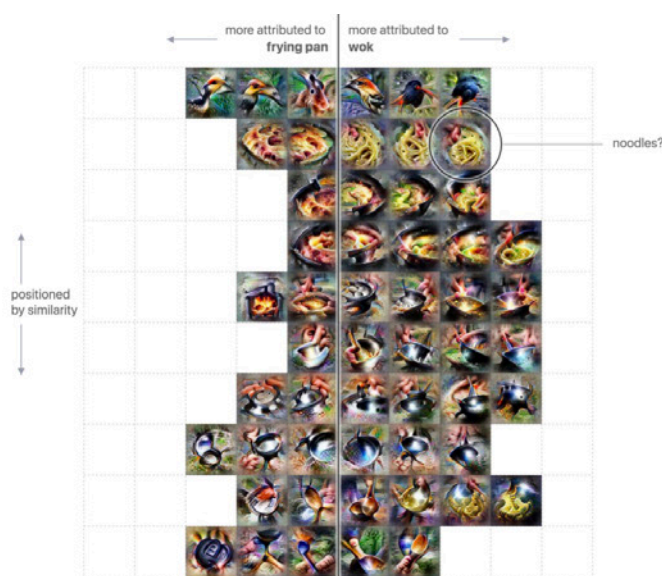 more attributed to
frying pan
more attributed to
wok
noodles?
positioned
by similarity